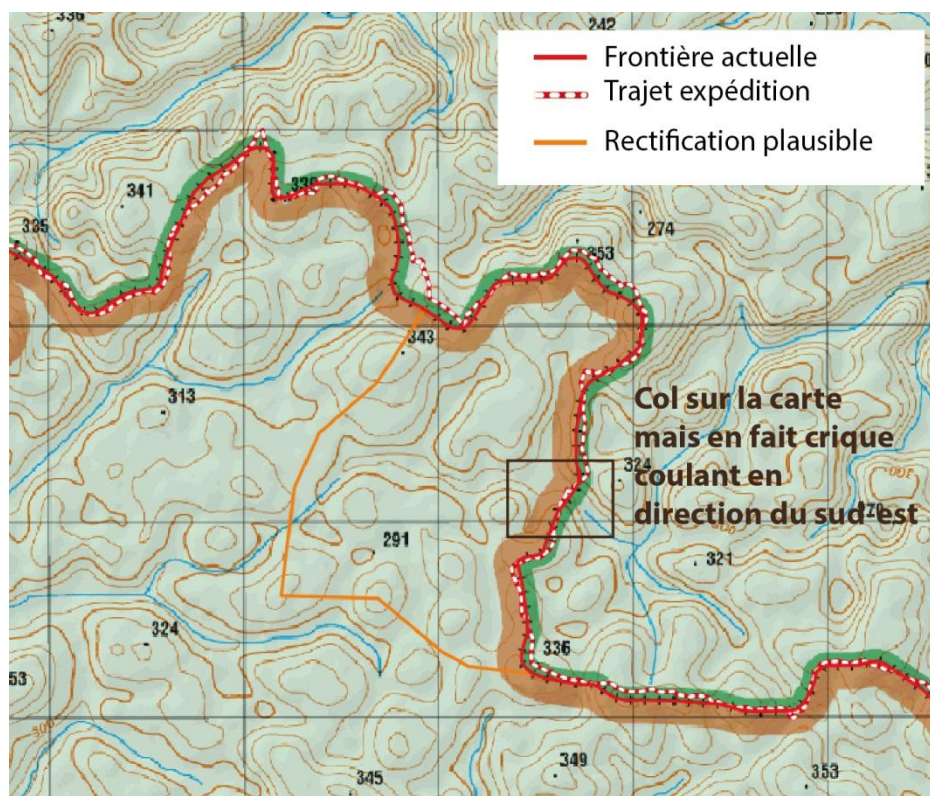 336
242
Frontière actuelle
Trajet expédition
Rectification plausible
341
335
274
353
343
313
Col sur la carte
mais en fait crique
coulant en
direction du sud-est
324
291
321
324
336
53
300
345
349
353